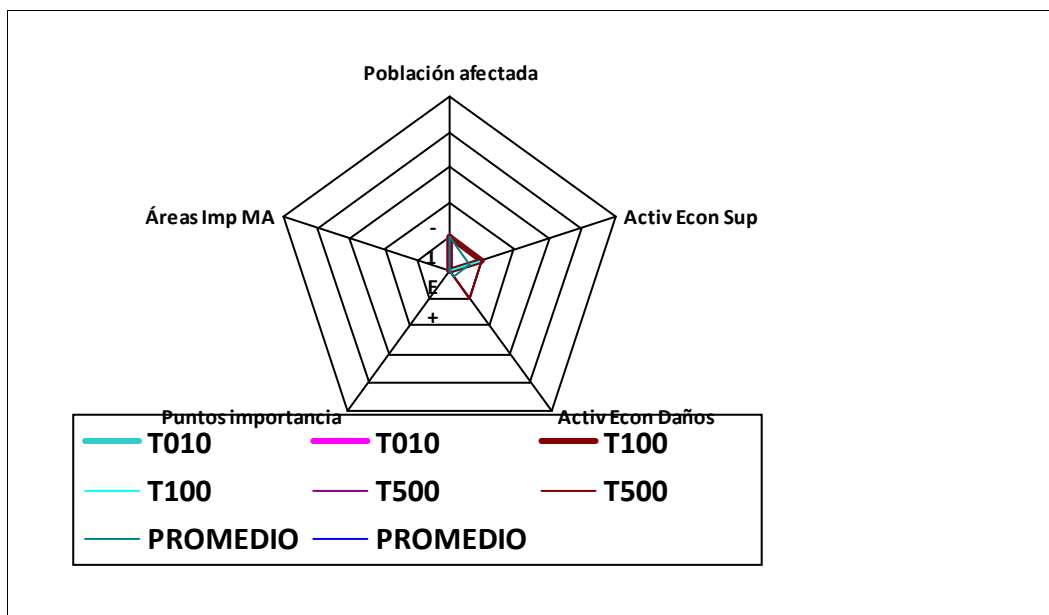 Población afectada
Áreas Imp MA
Activ Econ Sup
-
1
E
+
Puntos importancia
Activ Econ Daños
T010 T010 T100
T100 T500 T500
PROMEDIO PROMEDIO